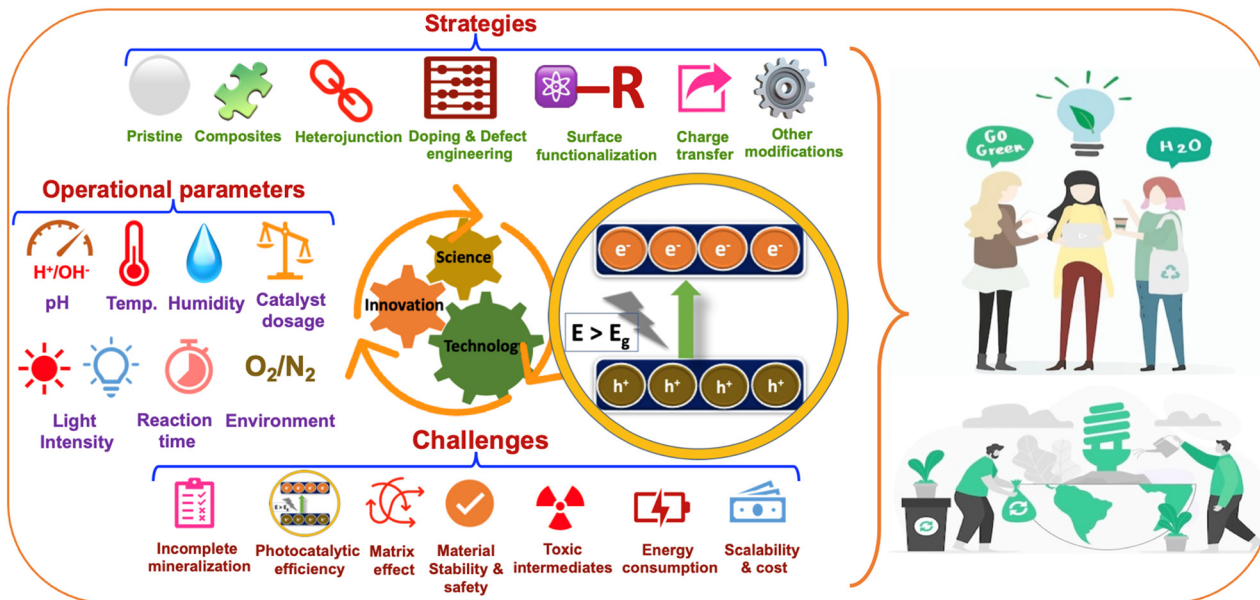 Strategies
Pristine
Composites
Heterojunction
Doping & Defect
engineering
R
Surface
functionalization
Charge
transfer
Other
modifications
Operational parameters
H⁺/OH⁻
pH
Temp.
Humidity
Catalyst
dosage
Light
Intensity
Reaction
time
O₂/N₂
Environment
Science
Innovation
Technology
e⁻ e⁻ e⁻ e⁻
E > Eg
h⁺ h⁺ h⁺ h⁺
Go
Green
H₂O
Challenges
Incomplete
mineralization
E > Eg
Photocatalytic
efficiency
Matrix
effect
Material
Stability &
safety
Toxic
intermediates
Energy
consumption
Scalability
& cost